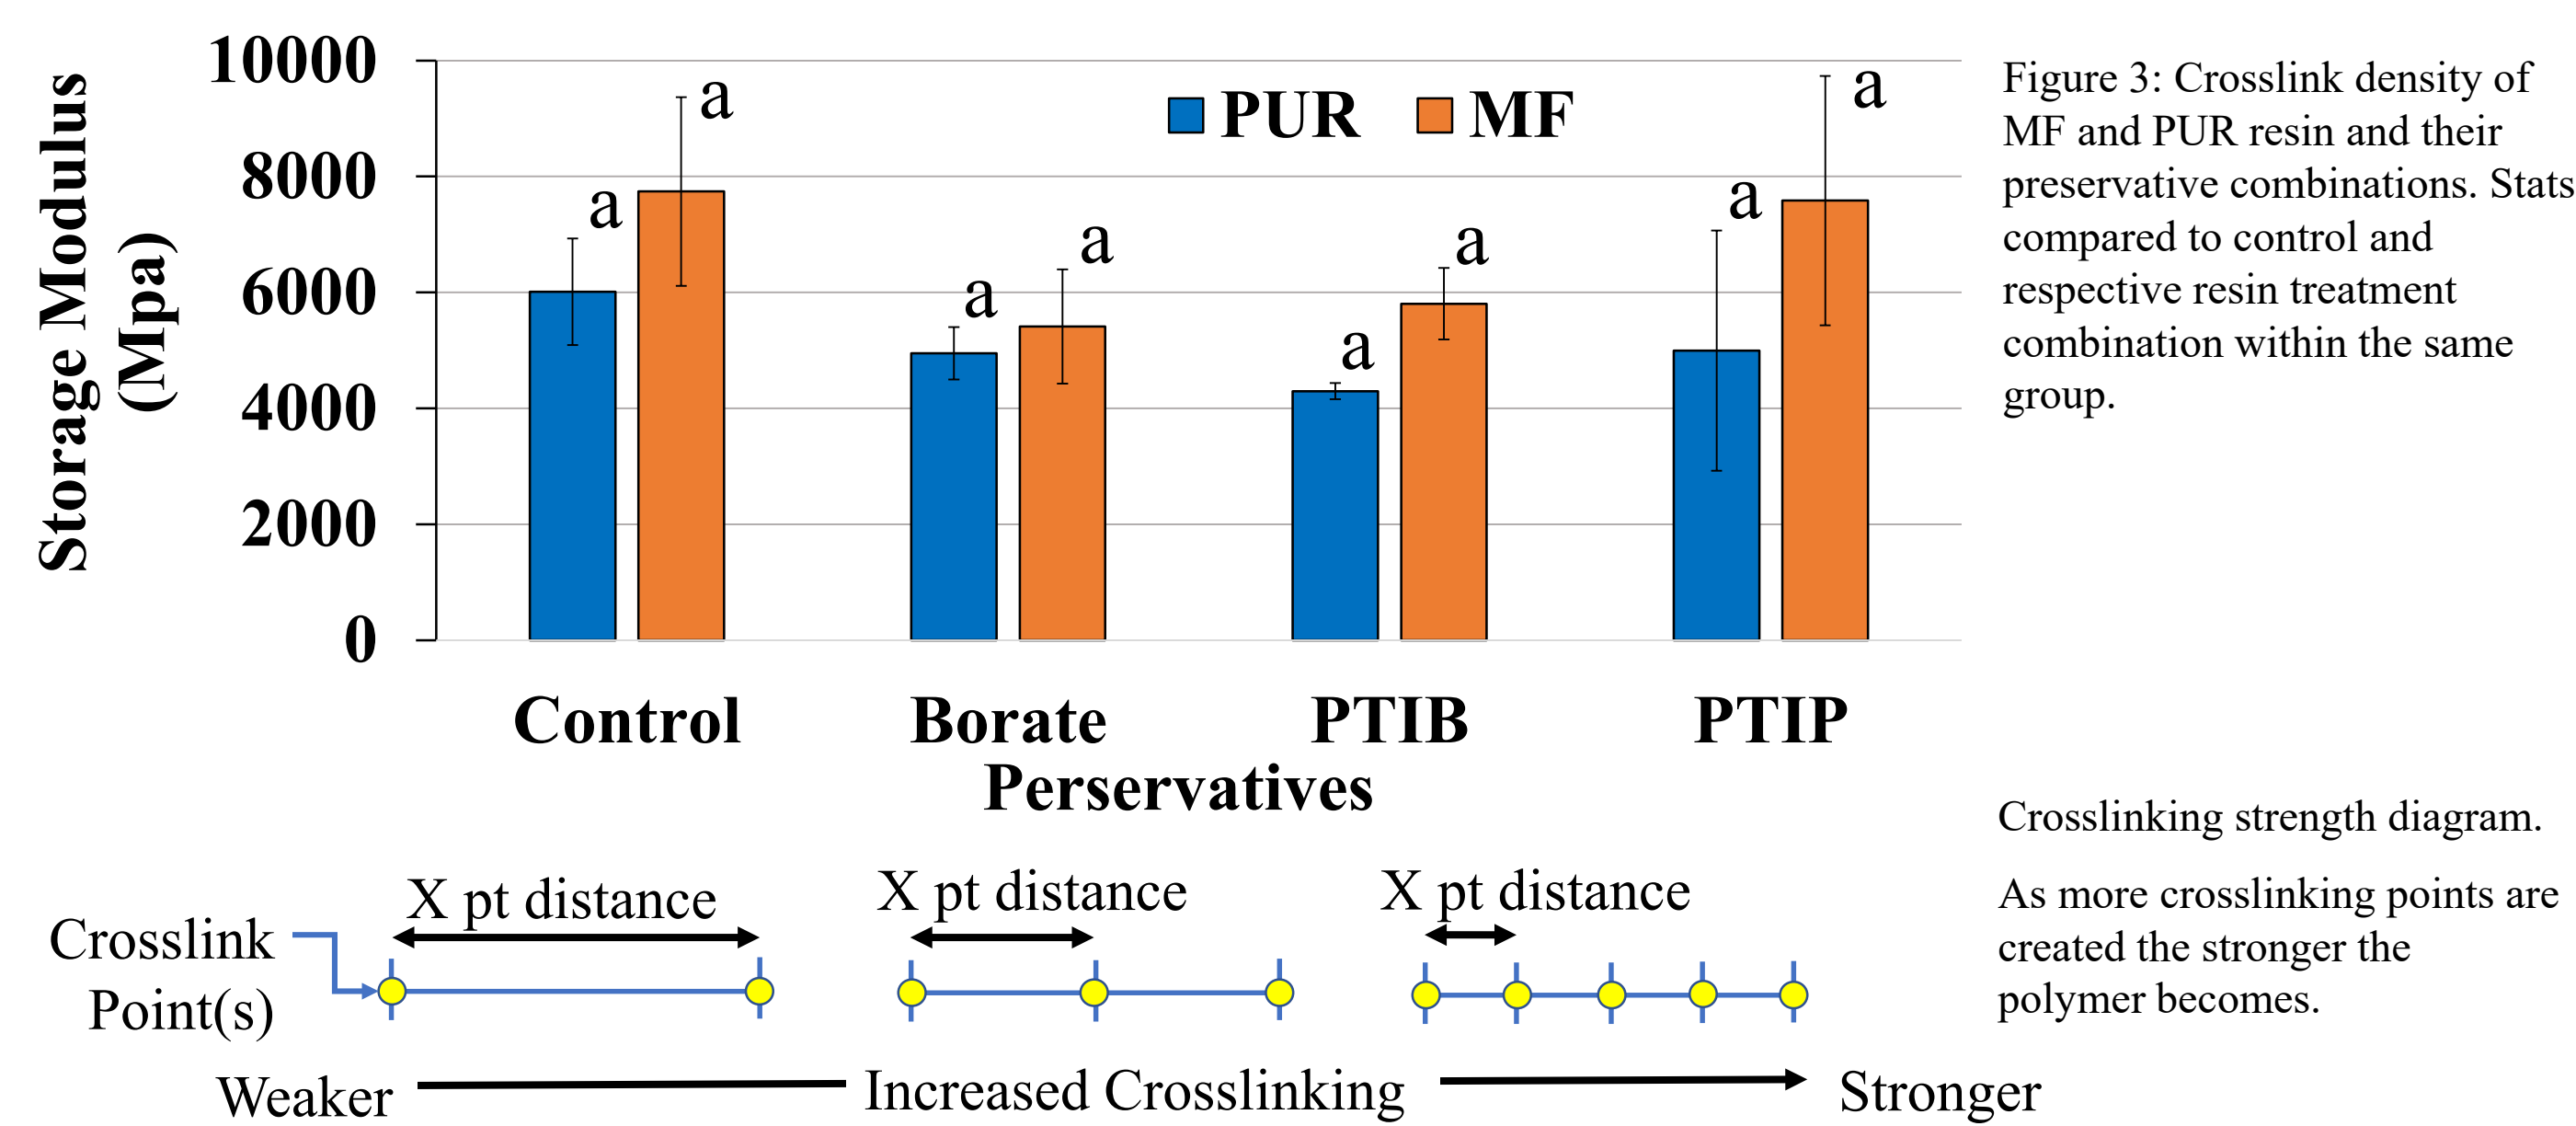 10000
8000
6000
4000
2000
0
Storage Modulus
(Mpa)
PUR
MF
a
a
a
a
a
a
a
a
Control
Borate
PTIB
PTIP
Perservatives
Figure 3: Crosslink density of
MF and PUR resin and their
preservative combinations. Stats
compared to control and
respective resin treatment
combination within the same
group.
Crosslinking strength diagram.
As more crosslinking points are
created the stronger the
polymer becomes.
X pt distance
X pt distance
X pt distance
Crosslink
Point(s)
Weaker
Increased Crosslinking
Stronger